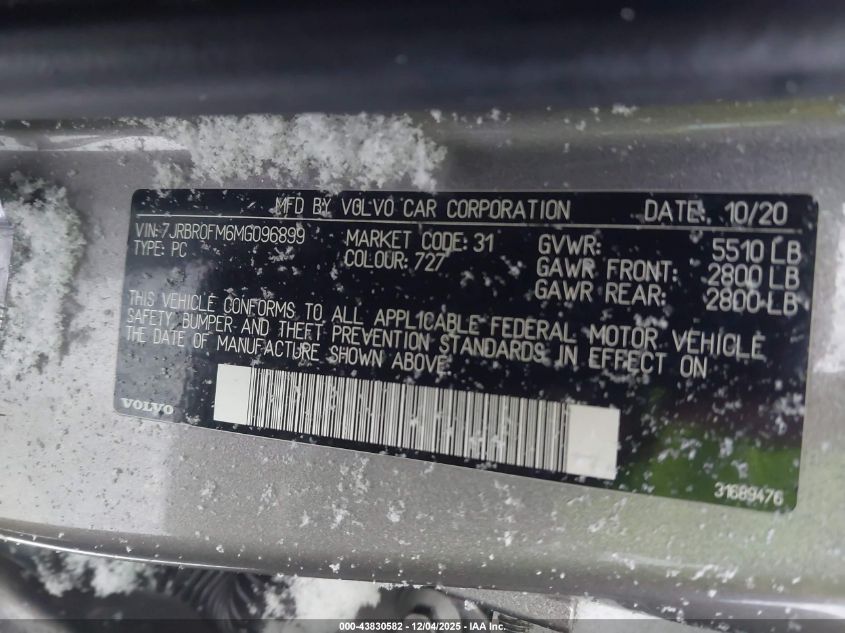 MFD BY VOLVO CAR CORPORATION DATE. 10/20
VIN: 7JRBR0FM6MG096899 MARKET CODE: 31 GVWR: 5510 LB
TYPE: PC COLOUR: 727 GAWR FRONT: 2800 LB
GAWR REAR: 2800 LB
THIS VEHICLE CONFORMS TO ALL APPLICABLE FEDERAL MOTOR VEHICLE
SAFETY, BUMPER AND THEFT PREVENTION STANDARDS IN EFFECT ON
THE DATE OF MANUFACTURE SHOWN ABOVE.
VOLVO
31689476
000-43830582 - 12/04/2025 - IAA Inc.